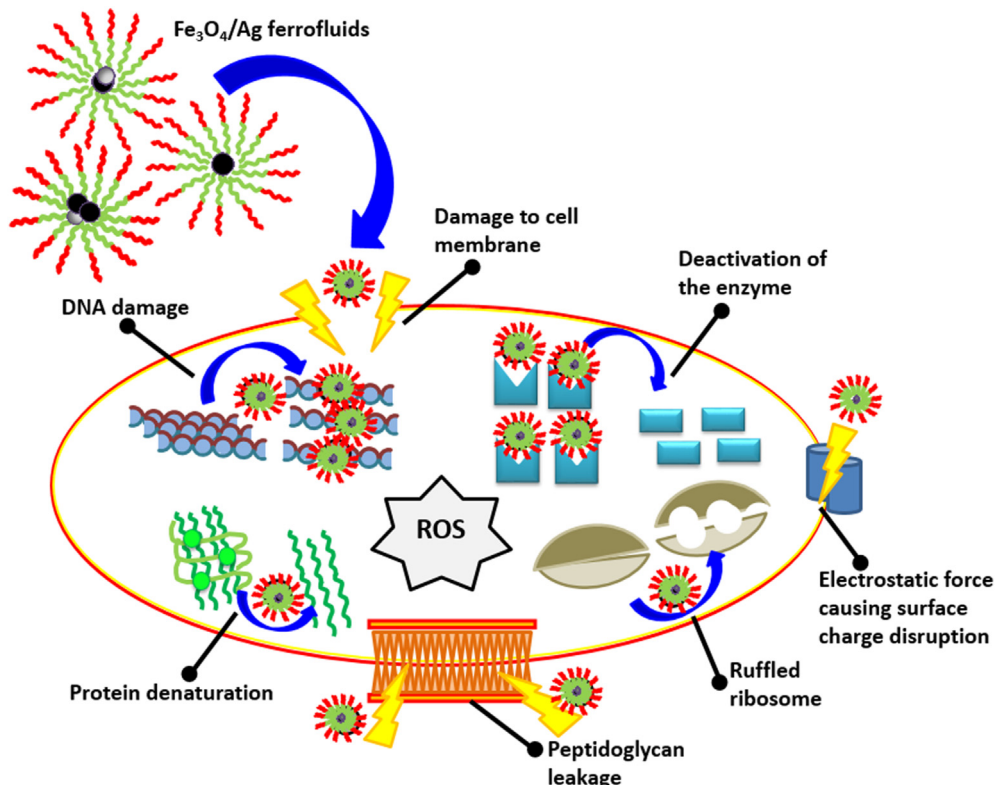 Fe₃O₄/Ag ferrofluids
Damage to cell
membrane
Deactivation of
the enzyme
DNA damage
ROS
Electrostatic force
causing surface
charge disruption
Protein denaturation
Ruffled
ribosome
Peptidoglycan
leakage